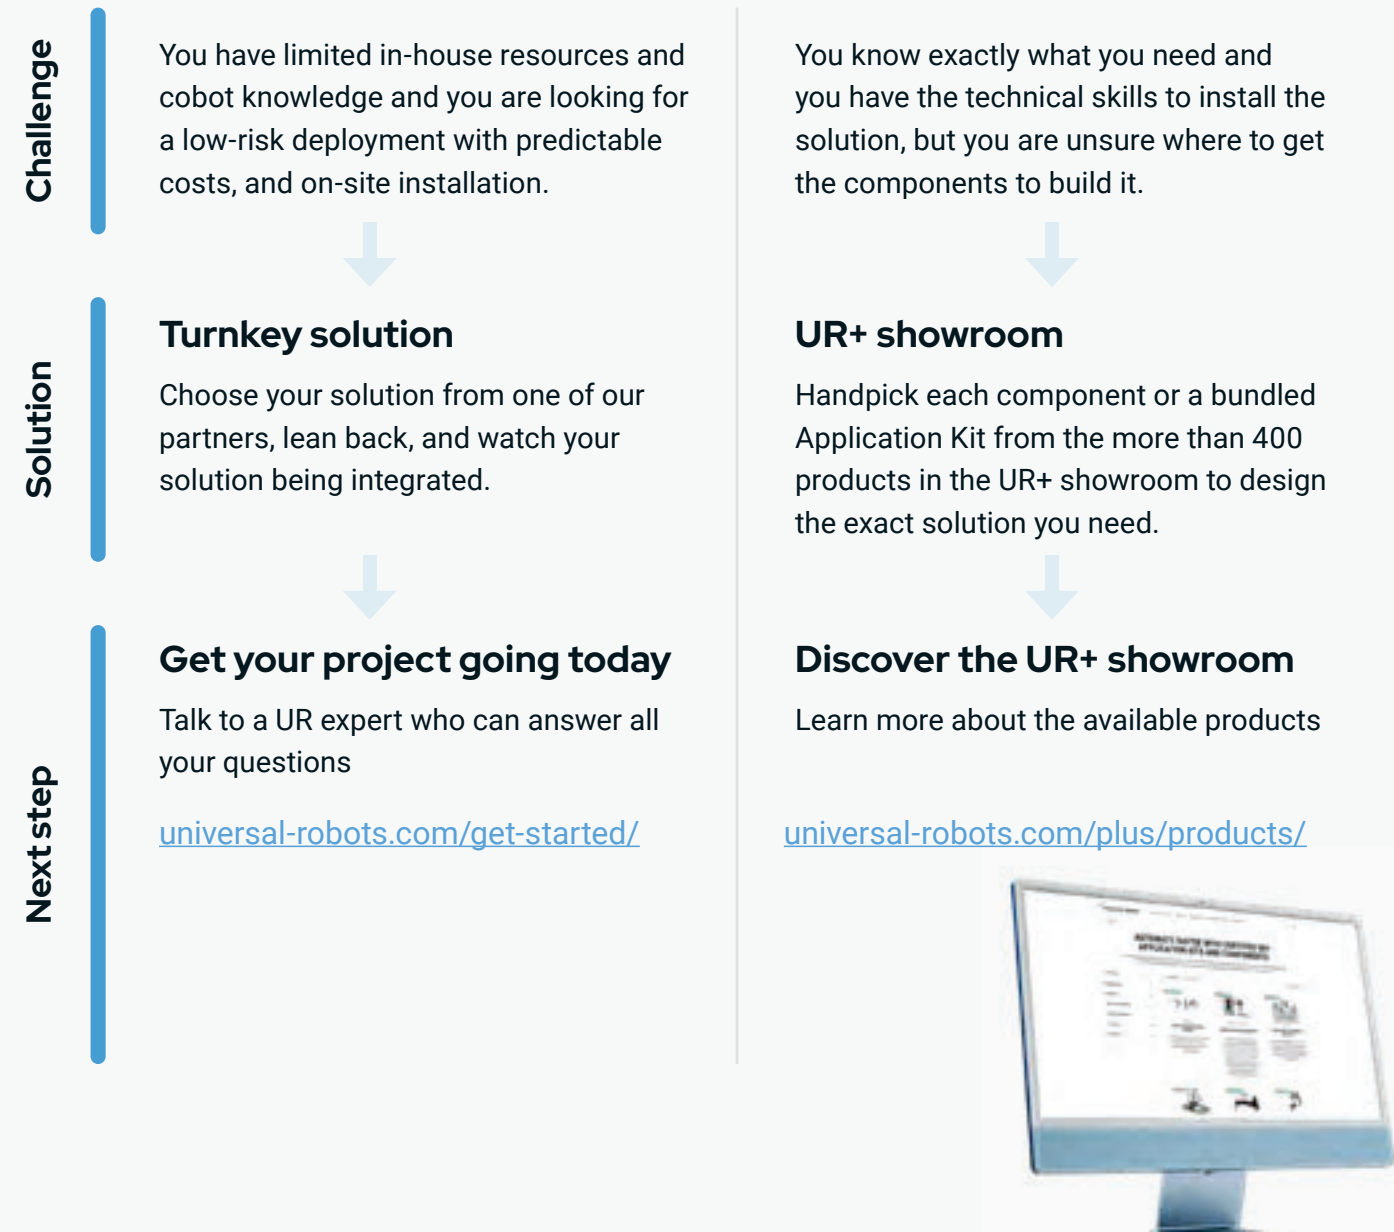 Challenge
You have limited in-house resources and
cobot knowledge and you are looking for
a low-risk deployment with predictable
costs, and on-site installation.
You know exactly what you need and
you have the technical skills to install the
solution, but you are unsure where to get
the components to build it.
Solution
Turnkey solution
Choose your solution from one of our
partners, lean back, and watch your
solution being integrated.
UR+ showroom
Handpick each component or a bundled
Application Kit from the more than 400
products in the UR+ showroom to design
the exact solution you need.
Next step
Get your project going today
Talk to a UR expert who can answer all
your questions
universal-robots.com/get-started/
Discover the UR+ showroom
Learn more about the available products
universal-robots.com/plus/products/